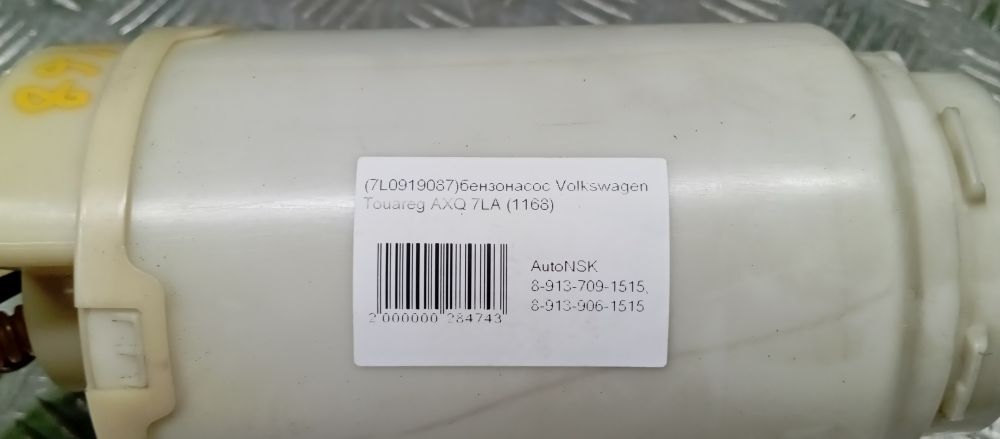 (7L0919087)бензонасос Volkswagen
Touareg AXQ 7LA (1168)
AutoNSK
8-913-709-1515,
8-913-906-1515
2 000000 284743